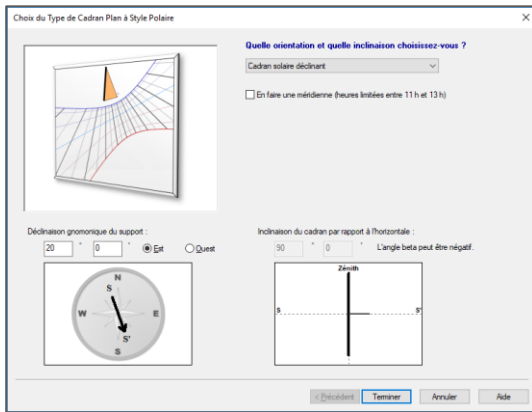 Choix du Type de Cadran Plan à Style Polaire
Quelle orientation et quelle inclinaison choisissez-vous ?
Cadran solaire déclinant
En faire une méridienne (heures limitées entre 11 h et 13 h)
Déclinaison gnomonique du support :
20 ° 0 ' Est Ouest
Inclinaison du cadran par rapport à l'horizontale :
90 ° 0 ' L'angle beta peut être négatif.
N
S
W E
S'
S
Zénith
S S'
< Précédent Terminer Annuler Aide